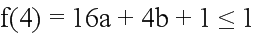 f(4) = 16a + 4b + 1 ≤ 1